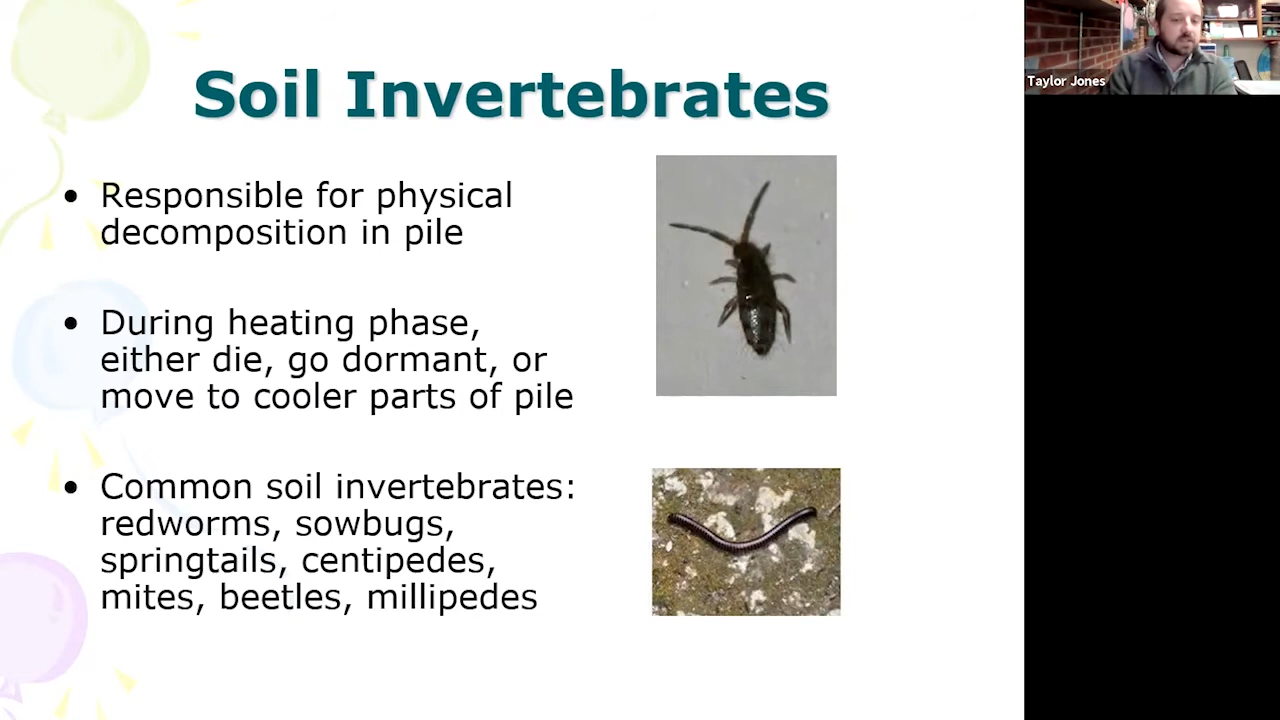 Soil Invertebrates
• Responsible for physical
decomposition in pile
• During heating phase,
either die, go dormant, or
move to cooler parts of pile
• Common soil invertebrates:
redworms, sowbugs,
springtails, centipedes,
mites, beetles, millipedes
Taylor Jones